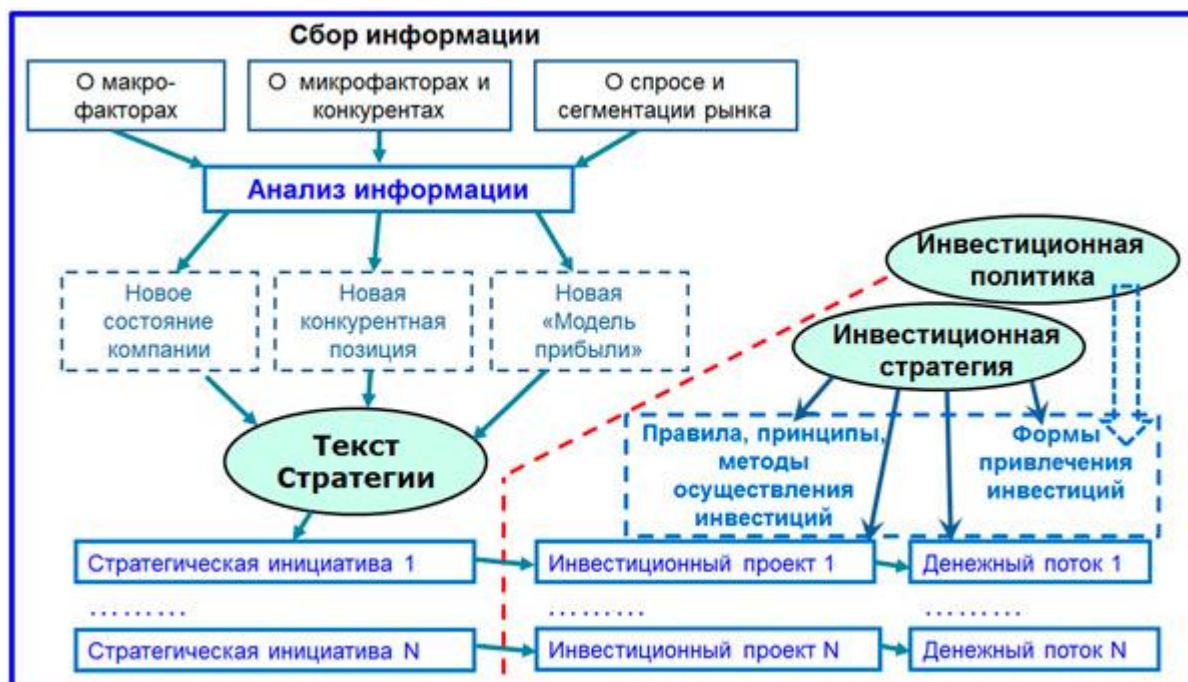 Сбор информации
О макро-
факторах
О микрофакторах и
конкурентах
О спросе и
сегментации рынка
Анализ информации
Новое
состояние
компании
Новая
конкурентная
позиция
Новая
«Модель
прибыли»
Инвестиционная
политика
Инвестиционная
стратегия
Текст
Стратегии
Правила, принципы,
методы
осуществления
инвестиций
Формы
привлечения
инвестиций
Стратегическая инициатива 1
Инвестиционный проект 1
Денежный поток 1
.........
.........
.........
Стратегическая инициатива N
Инвестиционный проект N
Денежный поток N